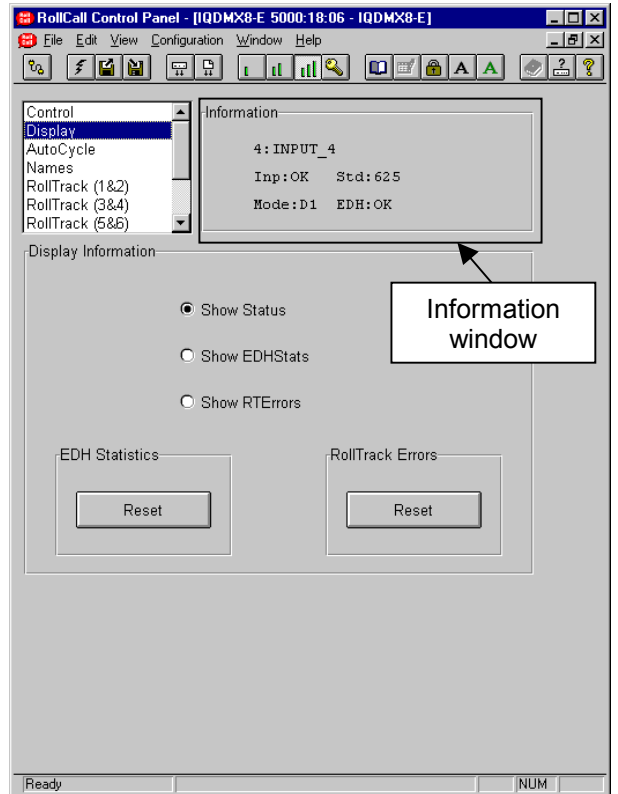 RollCall Control Panel - [IQDMX8-E 5000:18:06 - IQDMX8-E]
File Edit View Configuration Window Help
A A
Control
Display
AutoCycle
Names
RollTrack (1&2)
RollTrack (3&4)
RollTrack (5&6)
Information
4:INPUT_4
Inp:OK Std:625
Mode:D1 EDH:OK
Information
window
Display Information
Show Status
Show EDHStats
Show RTErrors
EDH Statistics
Reset
RollTrack Errors
Reset
Ready
NUM